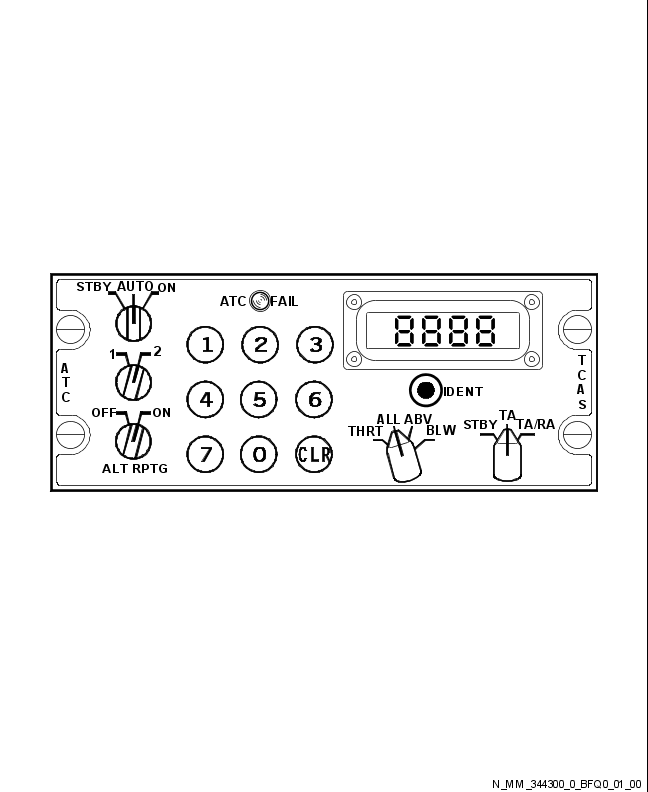 STBY AUTO ON
ATC FAIL
8888
1 2 3
1 2
ATC
TCAS
IDENT
4 5 6
OFF ON
ALL ABV
THRT BLW
TA
STBY TA/RA
7 0 CLR
ALT RPTG
N_MM_344300_0_BFQ0_01_00